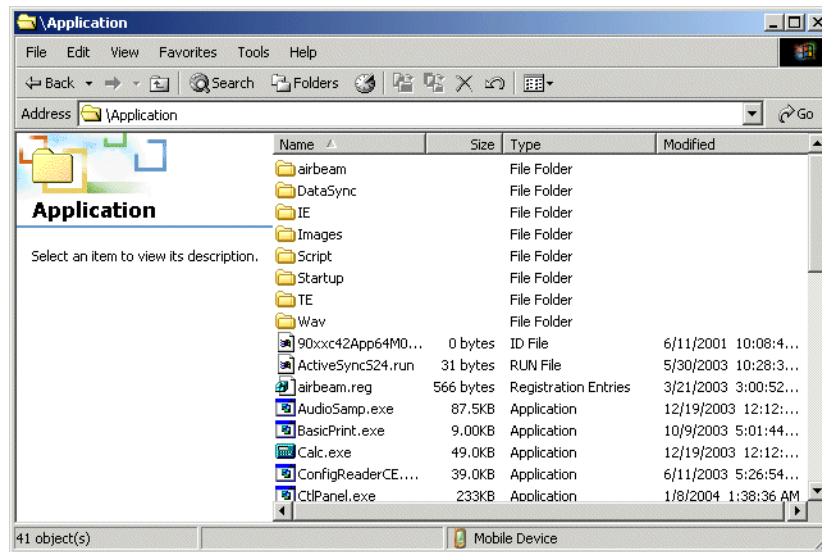 \Application
File Edit View Favorites Tools Help
Back Search Folders
Address \Application Go
Name Size Type Modified
Application
Select an item to view its description.
airbeam File Folder
DataSync File Folder
IE File Folder
Images File Folder
Script File Folder
Startup File Folder
TE File Folder
Wav File Folder
90xxc42App64M0... 0 bytes ID File 6/11/2001 10:08:4...
ActiveSyncS24.run 31 bytes RUN File 5/30/2003 10:28:3...
airbeam.reg 566 bytes Registration Entries 3/21/2003 3:00:52...
AudioSamp.exe 87.5KB Application 12/19/2003 12:12:...
BasicPrint.exe 9.00KB Application 10/9/2003 5:01:44...
Calc.exe 49.0KB Application 12/19/2003 12:12:...
ConfigReaderCE.... 39.0KB Application 6/11/2003 5:26:54...
CtlPanel.exe 233KB Application 1/8/2004 1:38:36 AM
41 object(s) Mobile Device